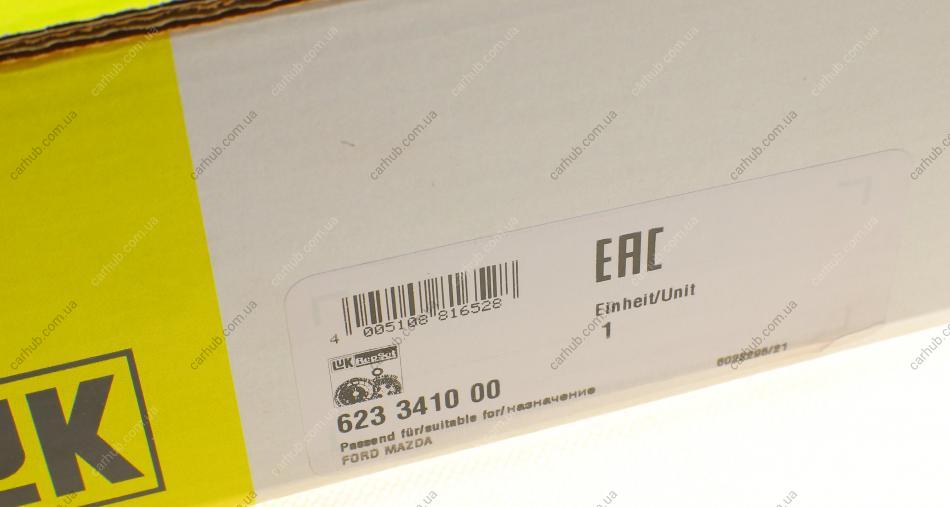 EAC
4 005108 816528
Einheit/Unit
1
LUK RepSet
623 3410 00
Passend für/suitable for/назначение
FORD MAZDA
LUK
carhub.com.ua